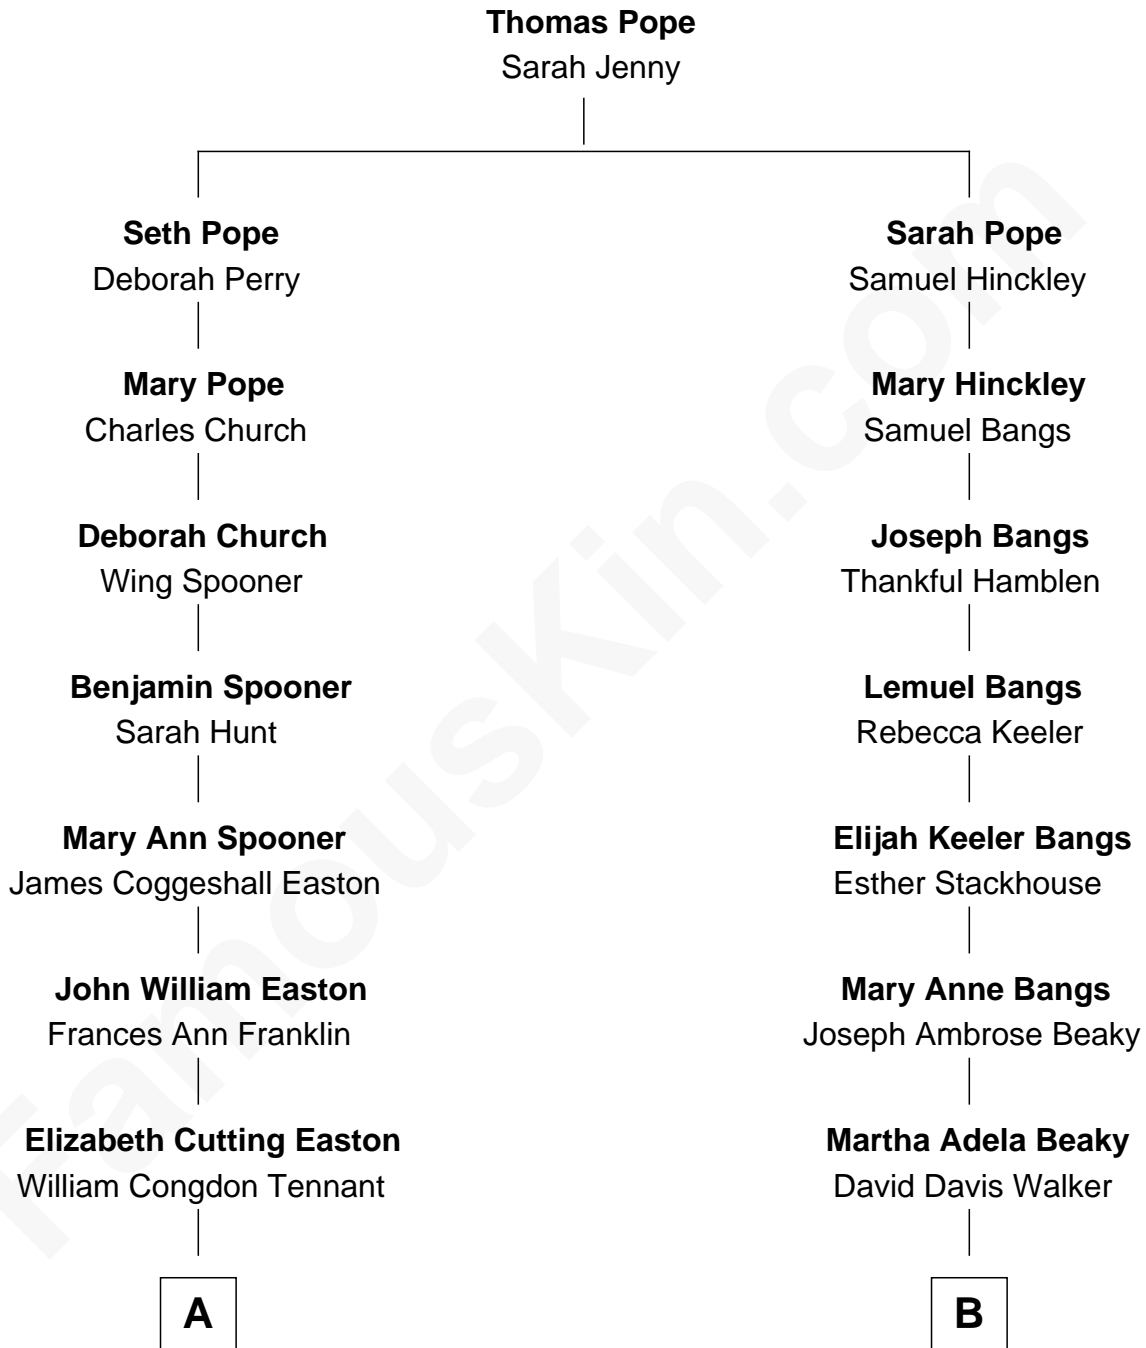 Thomas Pope
Sarah Jenny
Seth Pope
Deborah Perry
Sarah Pope
Samuel Hinckley
Mary Pope
Charles Church
Mary Hinckley
Samuel Bangs
Deborah Church
Wing Spooner
Joseph Bangs
Thankful Hamblen
Benjamin Spooner
Sarah Hunt
Lemuel Bangs
Rebecca Keeler
Mary Ann Spooner
James Coggeshall Easton
Elijah Keeler Bangs
Esther Stackhouse
John William Easton
Frances Ann Franklin
Mary Anne Bangs
Joseph Ambrose Beaky
Elizabeth Cutting Easton
William Congdon Tennant
Martha Adela Beaky
David Davis Walker
A
B
FamousKin.com